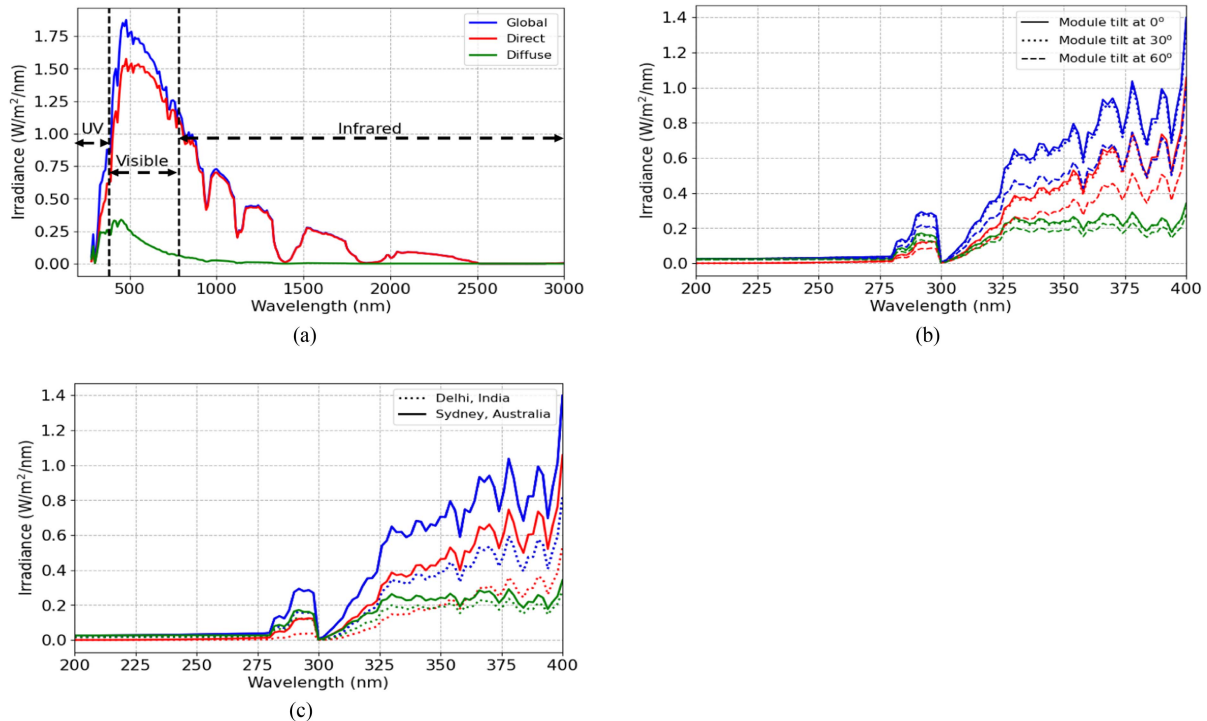 Global
Direct
Diffuse
UV
Visible
Infrared
Irradiance (W/m²/nm)
1.75
1.50
1.25
1.00
0.75
0.50
0.25
0.00
500 1000 1500 2000 2500 3000
Wavelength (nm)
(a)
Module tilt at 0º
Module tilt at 30º
Module tilt at 60º
Irradiance (W/m²/nm)
1.4
1.2
1.0
0.8
0.6
0.4
0.2
0.0
200 225 250 275 300 325 350 375 400
Wavelength (nm)
(b)
Delhi, India
Sydney, Australia
Irradiance (W/m²/nm)
1.4
1.2
1.0
0.8
0.6
0.4
0.2
0.0
200 225 250 275 300 325 350 375 400
Wavelength (nm)
(c)